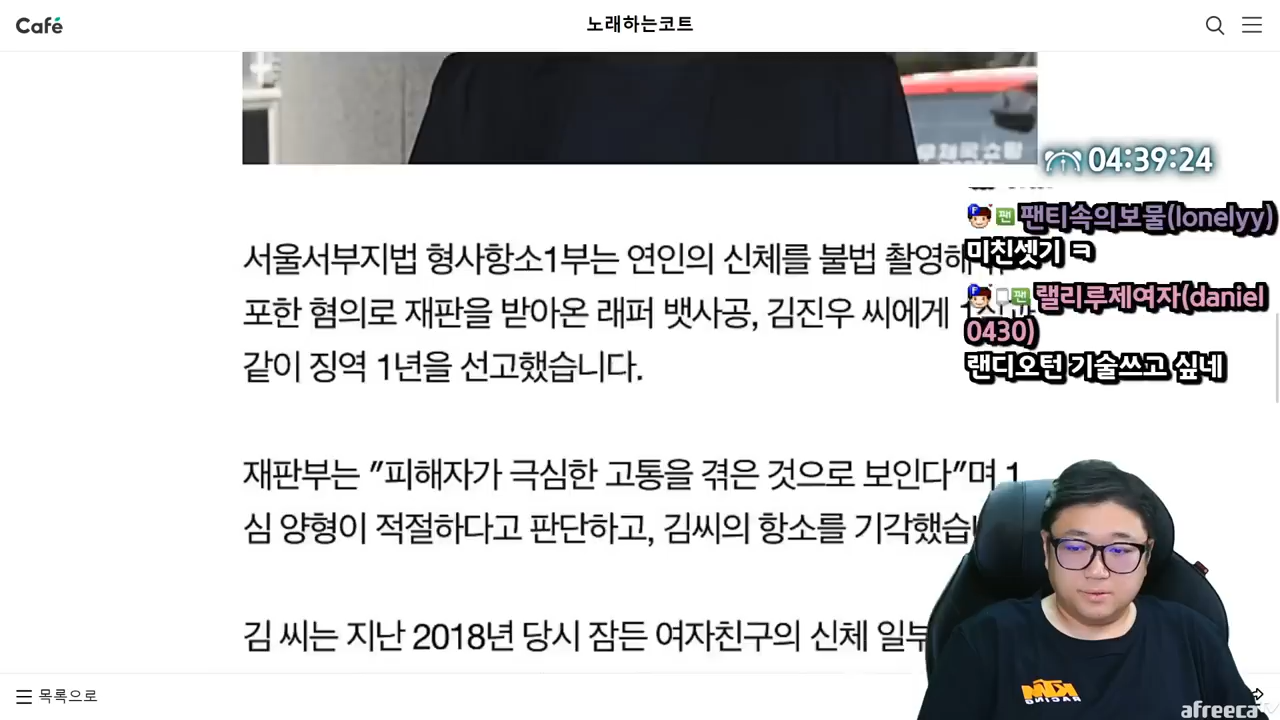 Café
노래하는코트
04:39:24
팬티속의보물(lonelyy)
미친셋기 ㅋ
랠리루제여자(daniel
0430)
랜디오턴 기술쓰고 싶네
서울서부지법 형사항소1부는 연인의 신체를 불법 촬영해
포한 혐의로 재판을 받아온 래퍼 뱃사공, 김진우 씨에게
같이 징역 1년을 선고했습니다.
재판부는 "피해자가 극심한 고통을 겪은 것으로 보인다"며 1
심 양형이 적절하다고 판단하고, 김씨의 항소를 기각했습
김 씨는 지난 2018년 당시 잠든 여자친구의 신체 일부
KTM
RACING
목록으로
afreecaTV